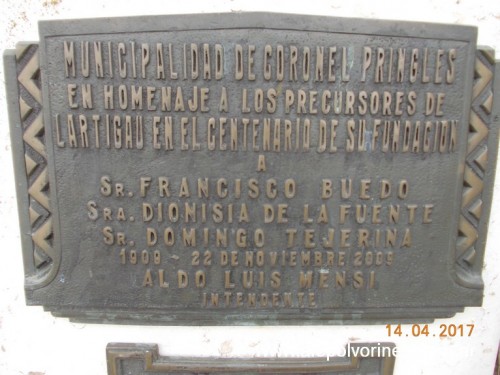 MUNICIPALIDAD DE CORONEL PRINGLES
EN HOMENAJE A LOS PRECURSORES DE
LARTIGAU EN EL CENTENARIO DE SU FUNDACION
A
SR. FRANCISCO BUEDO
SRA. DIONISIA DE LA FUENTE
SR. DOMINGO TEJERINA
1909 - 22 DE NOVIEMBRE 2009
ALDO LUIS MENSI
INTENDENTE
14.04.2017